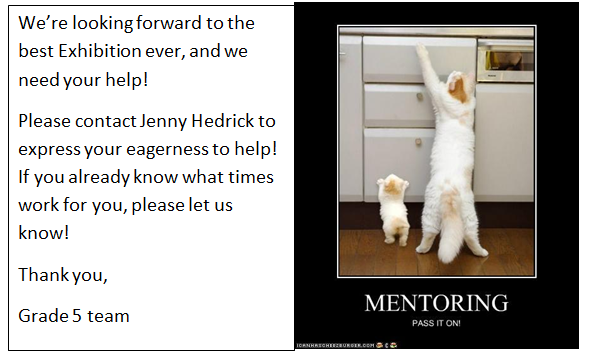 We're looking forward to the
best Exhibition ever, and we
need your help!
Please contact Jenny Hedrick to
express your eagerness to help!
If you already know what times
work for you, please let us
know!
Thank you,
Grade 5 team
MENTORING
PASS IT ON!
ICANHASCHEEZBURGER.COM